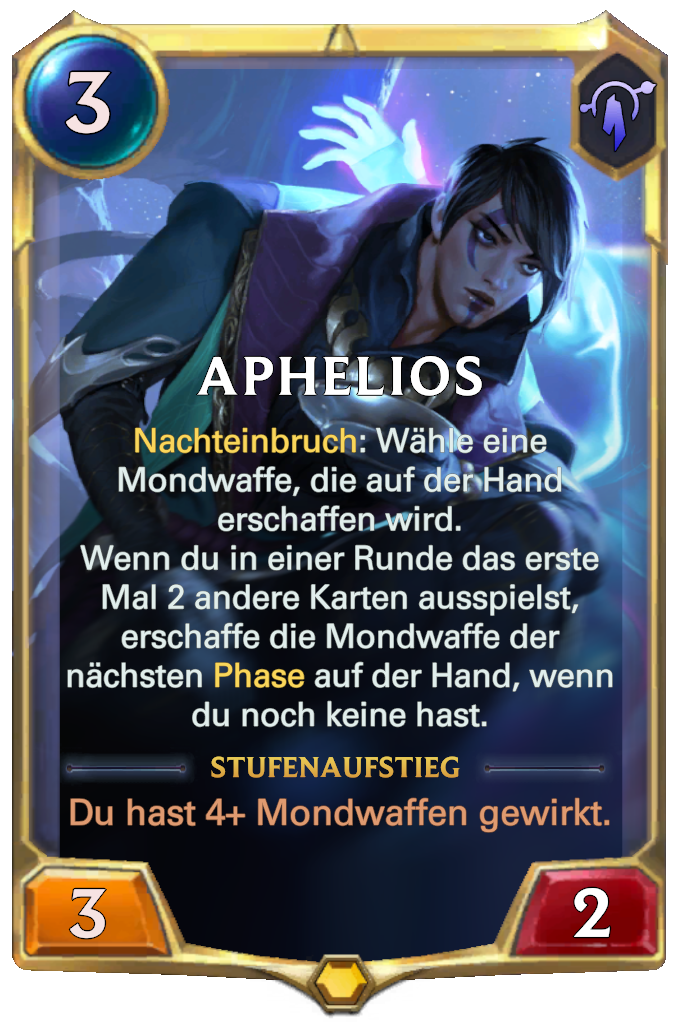 3
APHELIOS
Nachteinbruch: Wähle eine
Mondwaffe, die auf der Hand
erschaffen wird.
Wenn du in einer Runde das erste
Mal 2 andere Karten ausspielst,
erschaffe die Mondwaffe der
nächsten Phase auf der Hand, wenn
du noch keine hast.
STUFENAUFSTIEG
Du hast 4+ Mondwaffen gewirkt.
3
2